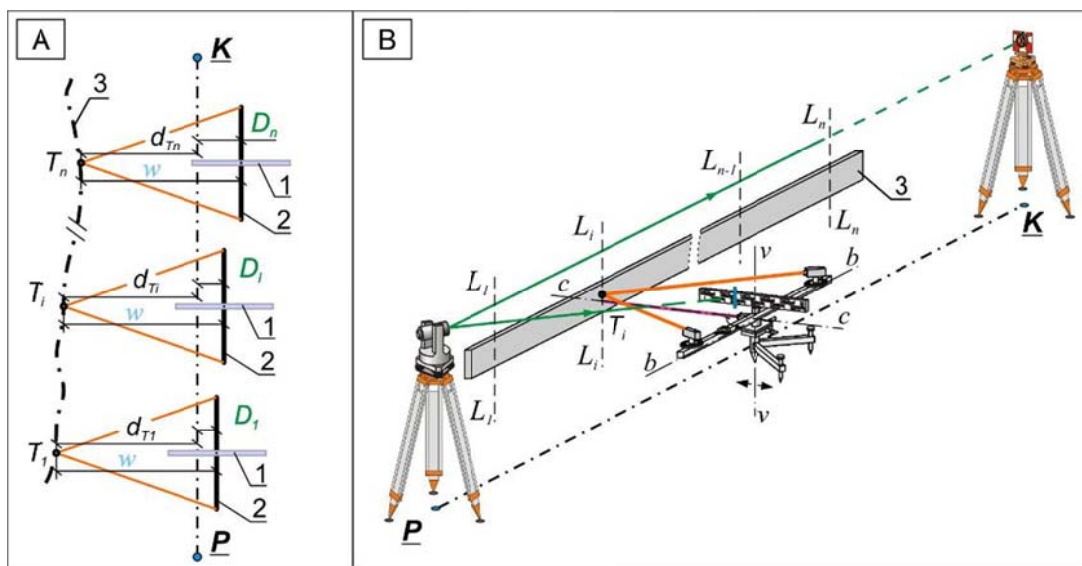 A
K
3
d_Tn
D_n
T_n
w
1
2
T_i
d_Ti
D_i
w
1
2
d_T1
D_1
T_1
w
1
2
P
B
L_n
L_n-1
3
L_n
K
L_i
v
b
L_1
c
T_i
c
L_i
b
L_1
v
P